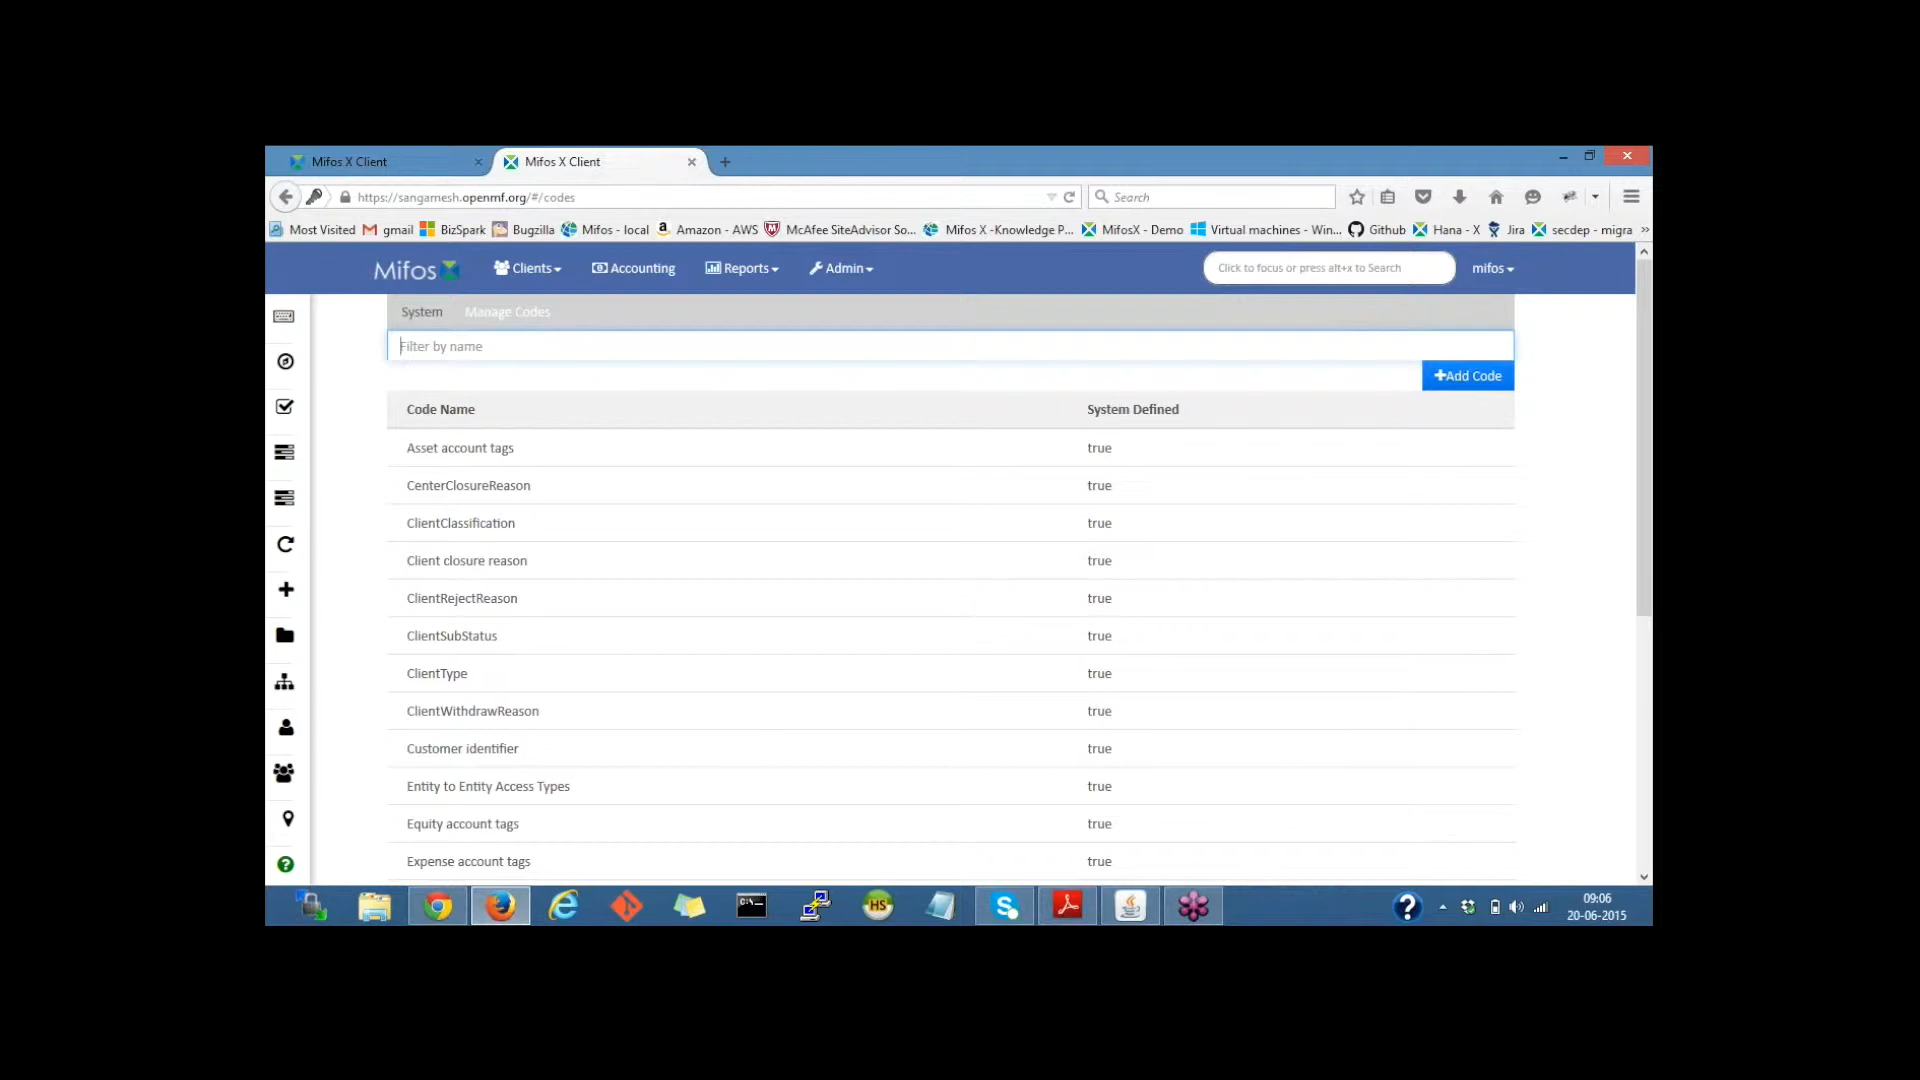 Mifos X Client
Mifos X Client
https://sangamesh.openmf.org/#/codes
Search
Most Visited gmail BizSpark Bugzilla Mifos - local Amazon - AWS McAfee SiteAdvisor So... Mifos X -Knowledge P... MifosX - Demo Virtual machines - Win... Github Hana - X Jira secdep - migra »
Mifos Clients Accounting Reports Admin Click to focus or press alt+x to Search mifos
System Manage Codes
Filter by name
Add Code
Code Name System Defined
Asset account tags true
CenterClosureReason true
ClientClassification true
Client closure reason true
ClientRejectReason true
ClientSubStatus true
ClientType true
ClientWithdrawReason true
Customer identifier true
Entity to Entity Access Types true
Equity account tags true
Expense account tags true
C:\_
HS
09:06
20-06-2015